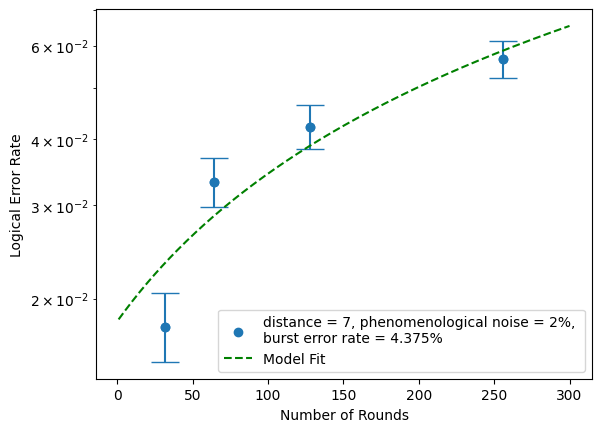 Logical Error Rate
6 × 10⁻²
4 × 10⁻²
3 × 10⁻²
2 × 10⁻²
distance = 7, phenomenological noise = 2%,
burst error rate = 4.375%
Model Fit
0 50 100 150 200 250 300
Number of Rounds